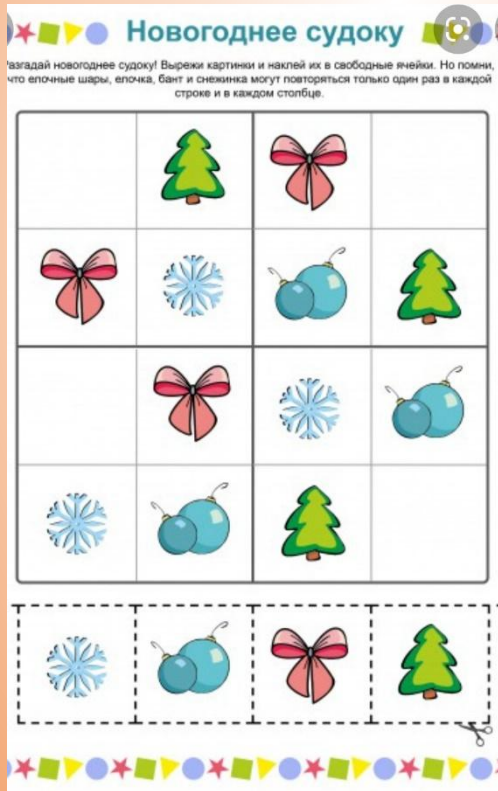 Новогоднее судоку
Разгадай новогоднее судоку! Вырежи картинки и наклей их в свободные ячейки. Но помни,
что елочные шары, елочка, бант и снежинка могут повторяться только один раз в каждой
строке и в каждом столбце.